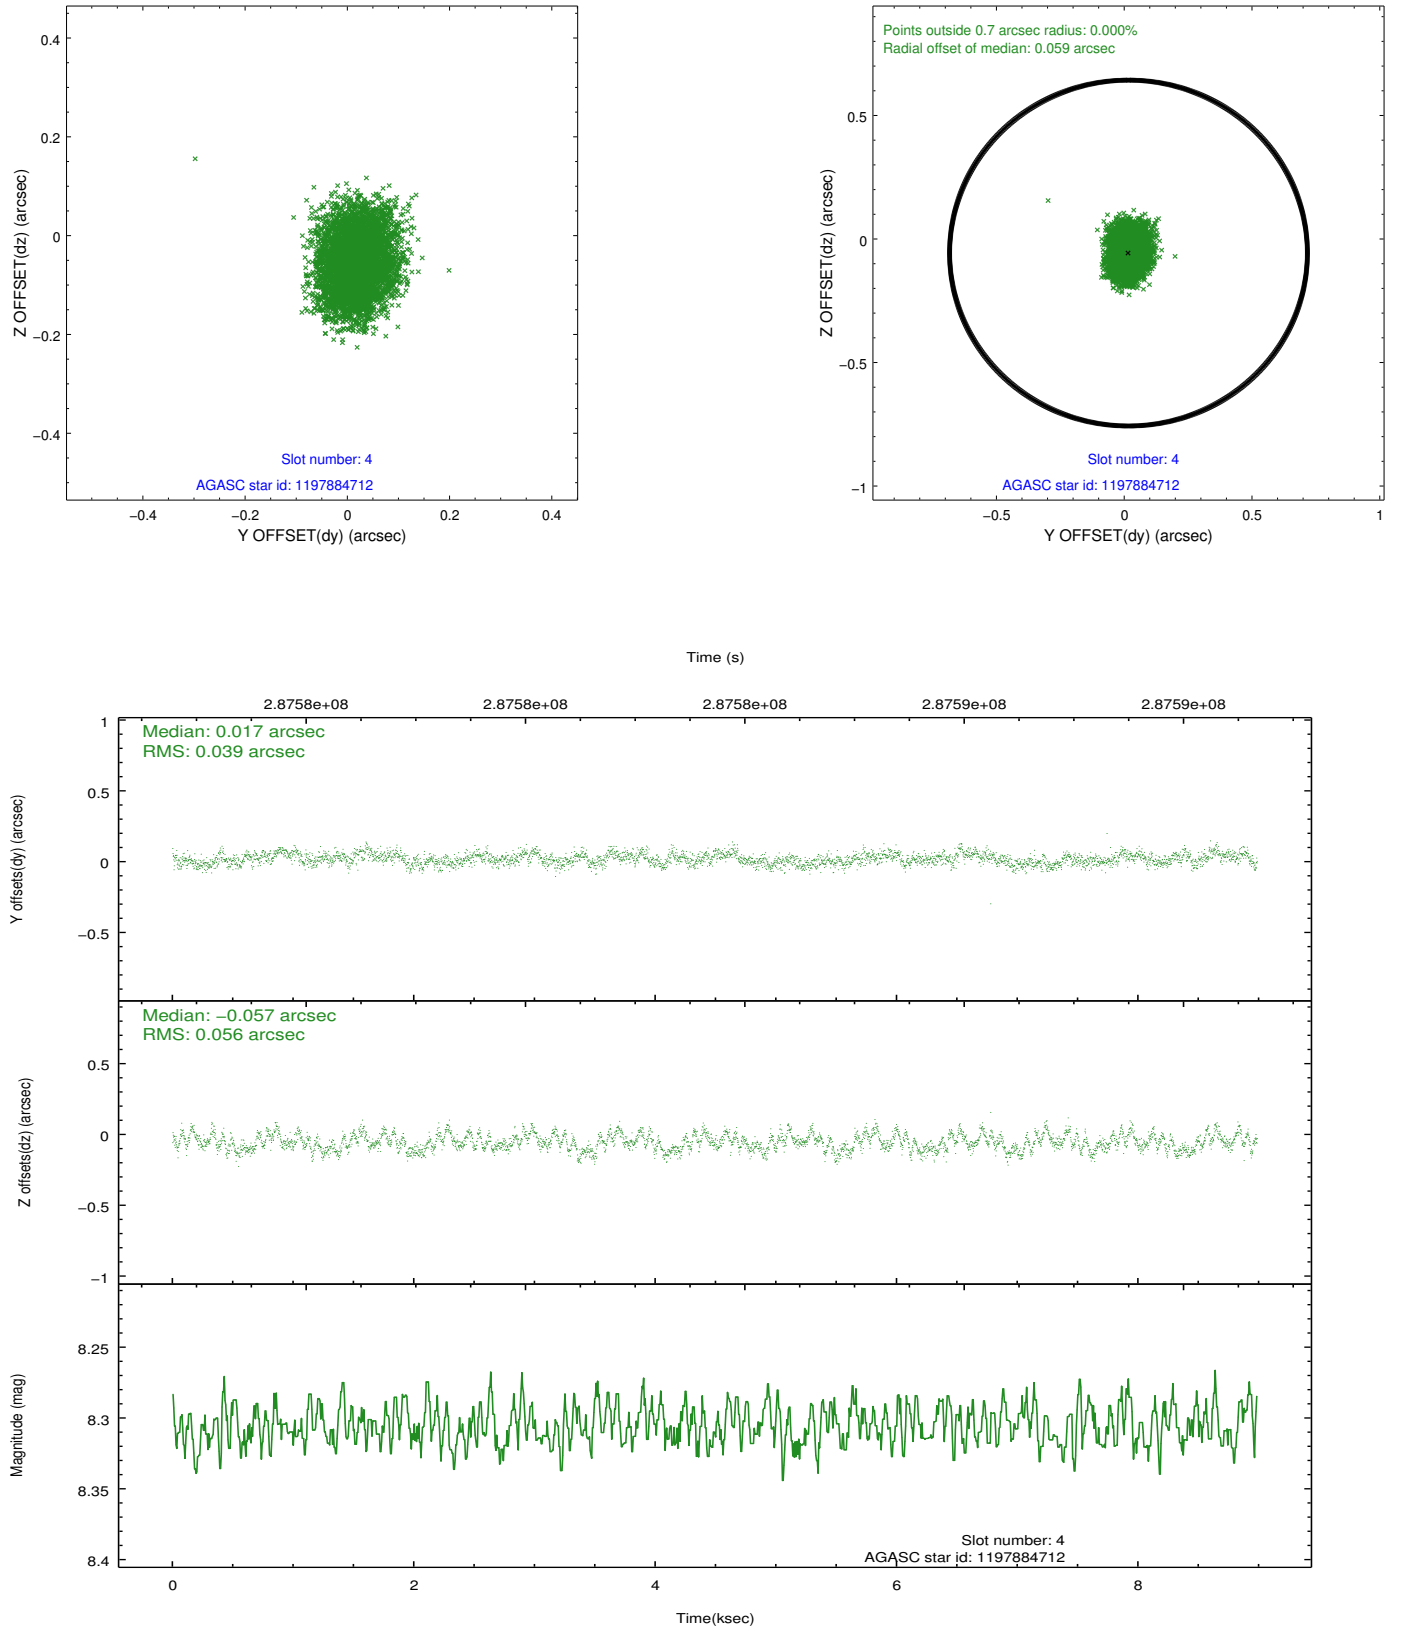 0.4
0.2
0
−0.2
−0.4
−0.4
−0.2
0
0.2
0.4
Z OFFSET(dz) (arcsec)
Y OFFSET(dy) (arcsec)
Slot number: 4
AGASC star id: 1197884712
Points outside 0.7 arcsec radius: 0.000%
Radial offset of median: 0.059 arcsec
0.5
0
−0.5
−1
−0.5
0
0.5
1
Z OFFSET(dz) (arcsec)
Y OFFSET(dy) (arcsec)
Slot number: 4
AGASC star id: 1197884712
Time (s)
2.8758e+08
2.8758e+08
2.8758e+08
2.8759e+08
2.8759e+08
Median: 0.017 arcsec
RMS: 0.039 arcsec
1
0.5
0
−0.5
Y offsets(dy) (arcsec)
Median: −0.057 arcsec
RMS: 0.056 arcsec
0.5
0
−0.5
−1
Z offsets(dz) (arcsec)
8.25
8.3
8.35
8.4
Magnitude (mag)
Slot number: 4
AGASC star id: 1197884712
0
2
4
6
8
Time(ksec)